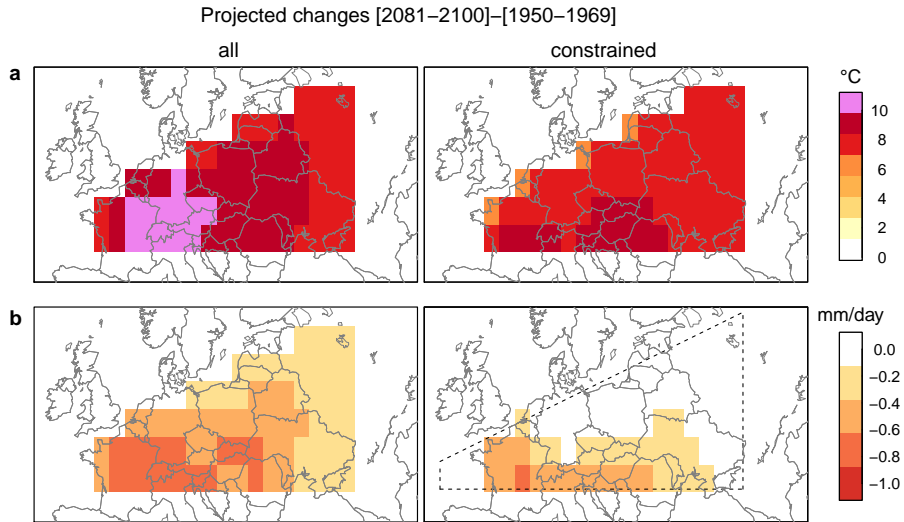 Projected changes [2081−2100]−[1950−1969]
all
constrained
a
°C
10
8
6
4
2
0
b
mm/day
0.0
−0.2
−0.4
−0.6
−0.8
−1.0